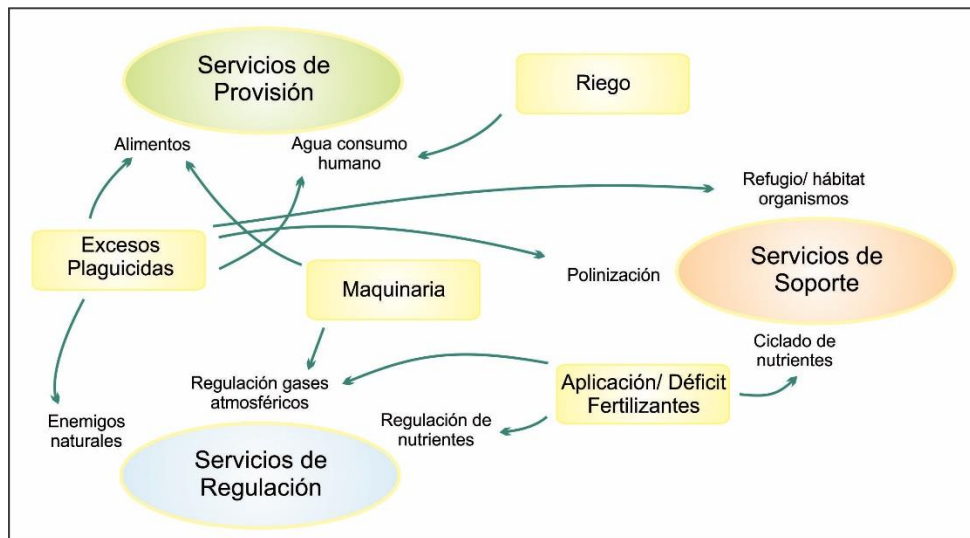 Servicios de
Provisión
Riego
Alimentos
Agua consumo
humano
Refugio/ hábitat
organismos
Excesos
Plaguicidas
Maquinaria
Polinización
Servicios de
Soporte
Ciclado de
nutrientes
Regulación gases
atmosféricos
Aplicación/ Déficit
Fertilizantes
Enemigos
naturales
Regulación de
nutrientes
Servicios de
Regulación